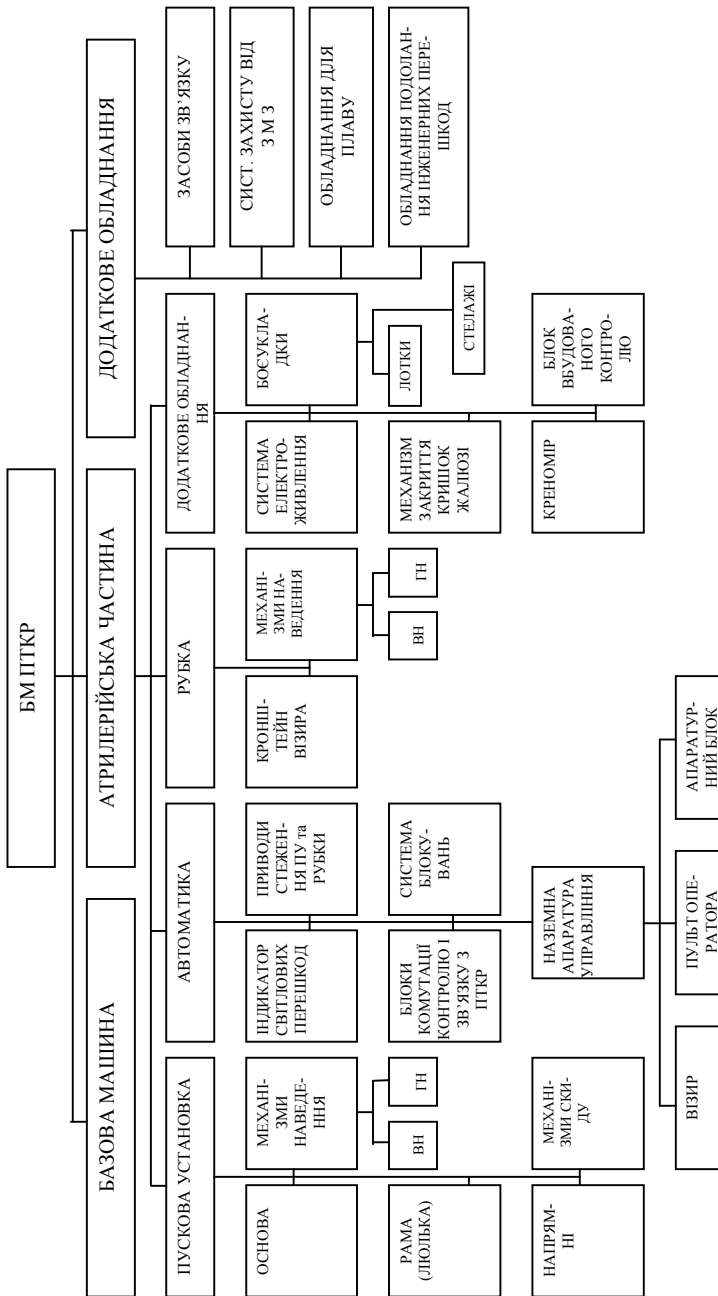 БМ ПТКР
БАЗОВА МАШИНА
АТРИЛЕРІЙСЬКА ЧАСТИНА
ДОДАТКОВЕ ОБЛАДНАННЯ
ПУСКОВА УСТАНОВКА
АВТОМАТИКА
РУБКА
ДОДАТКОВЕ ОБЛАДНАН-
НЯ
ЗАСОБИ ЗВ’ЯЗКУ
СИСТ. ЗАХИСТУ ВІД
З М З
ОБЛАДНАННЯ ДЛЯ
ПЛАВУ
ОБЛАДНАННЯ ПОДОЛАН-
НЯ ІНЖЕНЕРНИХ ПЕРЕ-
ШКОД
ОСНОВА
МЕХАНІ-
ЗМИ
НАВЕДЕ-
ННЯ
ВН
ГН
РАМА
(ЛЮЛЬКА)
НАПРЯМ-
НІ
МЕХАНІ-
ЗМИ СКИ-
ДУ
ІНДИКАТОР
СВІТЛОВИХ
ПЕРЕШКОД
ПРИВОДИ
СТЕЖЕН-
НЯ ПУ та
РУБКИ
БЛОКИ
КОМУТАЦІЇ
КОНТРОЛЮ І
ЗВ’ЯЗКУ З
ПТКР
СИСТЕМА
БЛОКУ-
ВАНЬ
НАЗЕМНА
АПАРАТУРА
УПРАВЛІННЯ
ВІЗИР
ПУЛЬТ ОПЕ-
РАТОРА
АПАРАТУР-
НИЙ БЛОК
КРОНШ-
ТЕЙН
ВІЗИРА
МЕХАНІ-
ЗМИ НА-
ВЕДЕННЯ
ВН
ГН
СИСТЕМА
ЕЛЕКТРО-
ЖИВЛЕННЯ
БОЄУКЛА-
ДКИ
ЛОТКИ
СТЕЛАЖІ
МЕХАНІЗМ
ЗАКРИТТЯ
КРИШОК
ЖАЛЮЗІ
КРЕНОМІР
БЛОК
ВБУДОВА-
НОГО
КОНТРО-
ЛЮ